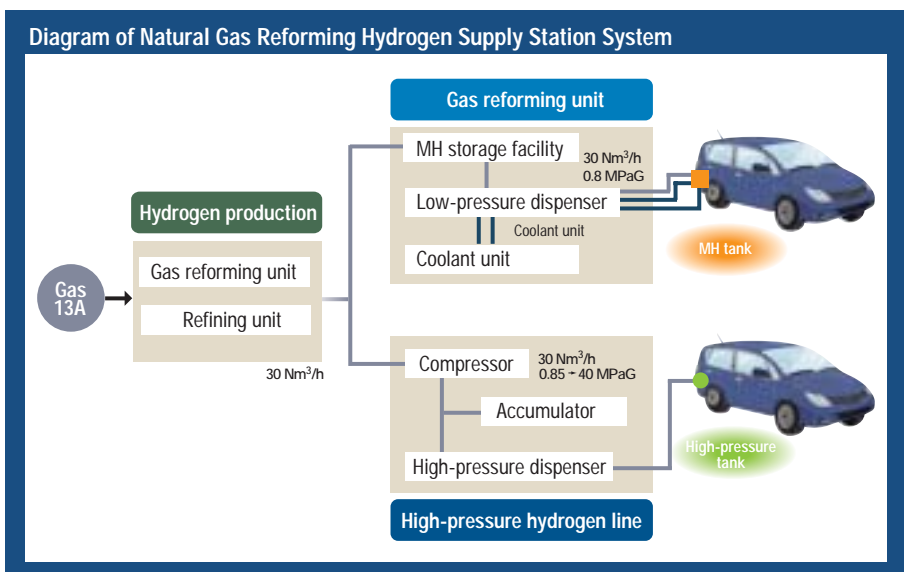 Diagram of Natural Gas Reforming Hydrogen Supply Station System
Gas reforming unit
MH storage facility
30 Nm³/h
0.8 MPaG
Low-pressure dispenser
Coolant unit
Coolant unit
MH tank
Hydrogen production
Gas reforming unit
Refining unit
Gas
13A
30 Nm³/h
Compressor
30 Nm³/h
0.85 → 40 MPaG
Accumulator
High-pressure dispenser
High-pressure
tank
High-pressure hydrogen line